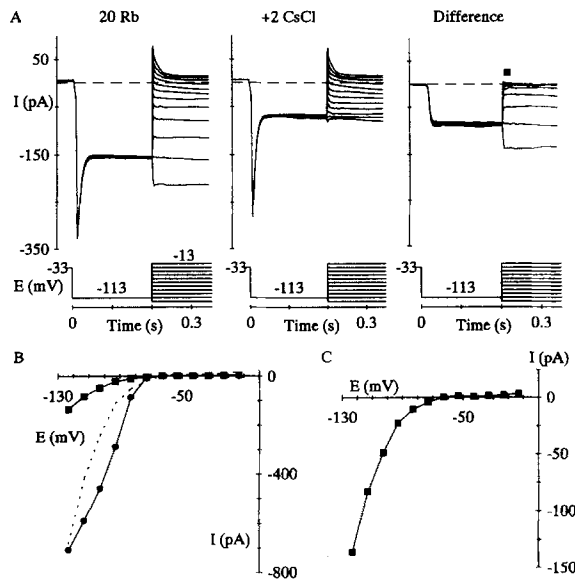 A 20 Rb +2 CsCl Difference
50
I (pA)
-150
-350
-33 -13 -33 -33
E (mV) -113 -113 -113
0 0.3 0 0.3 0 0.3
Time (s) Time (s) Time (s)
B C I (pA)
-130 -50 0
E (mV)
-400
I (pA)
-800
E (mV)
-130 -50 0
-50
-100
-150